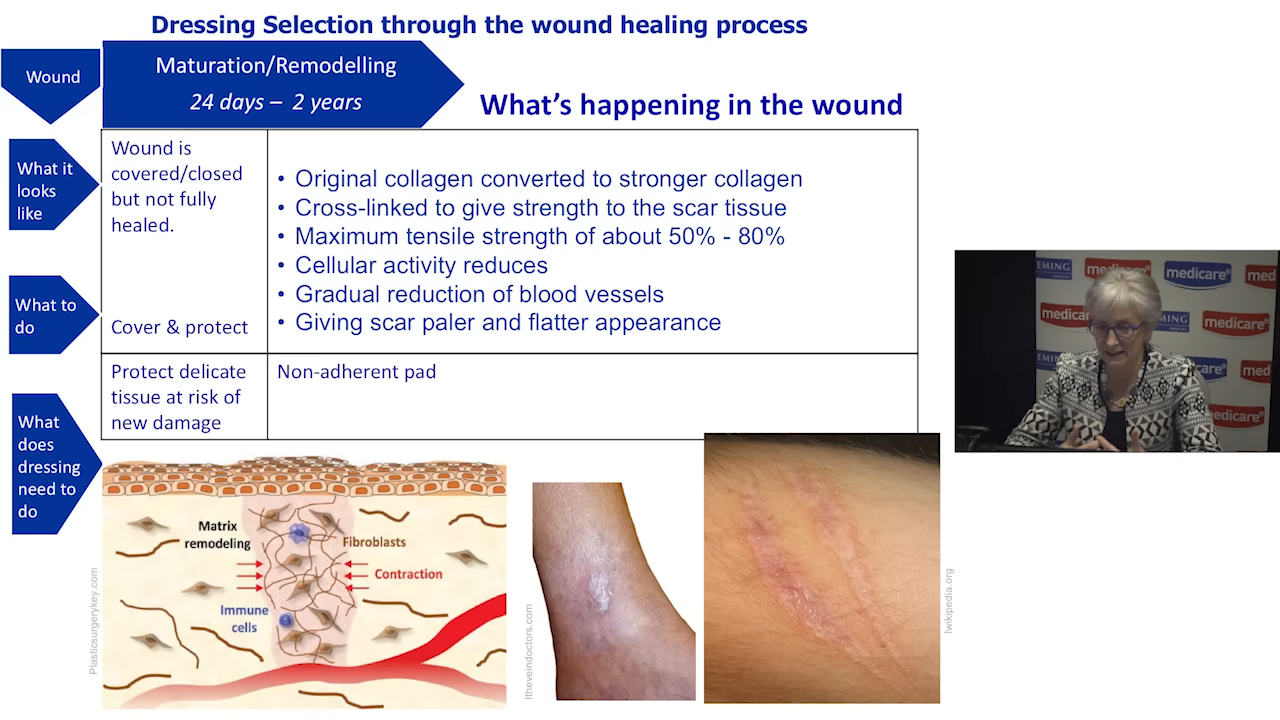 Dressing Selection through the wound healing process
Wound
Maturation/Remodelling
24 days – 2 years
What's happening in the wound
What it
looks
like
Wound is
covered/closed
but not fully
healed.
• Original collagen converted to stronger collagen
• Cross-linked to give strength to the scar tissue
• Maximum tensile strength of about 50% - 80%
• Cellular activity reduces
• Gradual reduction of blood vessels
• Giving scar paler and flatter appearance
What to
do
Cover & protect
What
does
dressing
need to
do
Protect delicate
tissue at risk of
new damage
Non-adherent pad
Matrix
remodeling
Fibroblasts
Contraction
Immune
cells
Plasticsurgerykey.com
Itheveindoctors.com
Iwikipedia.org
EMING
medicare
medicare
med
medicar
MING
medicare
EMING
care
med
medicare